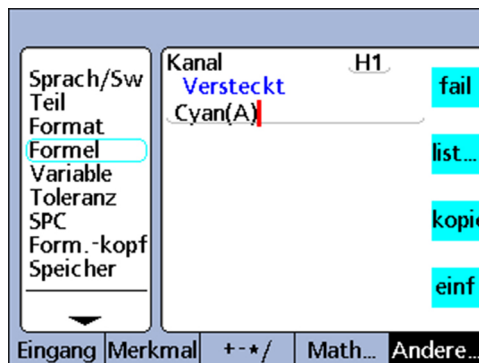 Sprach/Sw
Teil
Format
Formel
Variable
Toleranz
SPC
Form.-kopf
Speicher
Kanal H1
Versteckt
Cyan(A)
fail
list...
kopie
einf
Eingang Merkmal +-*/ Math... Andere...